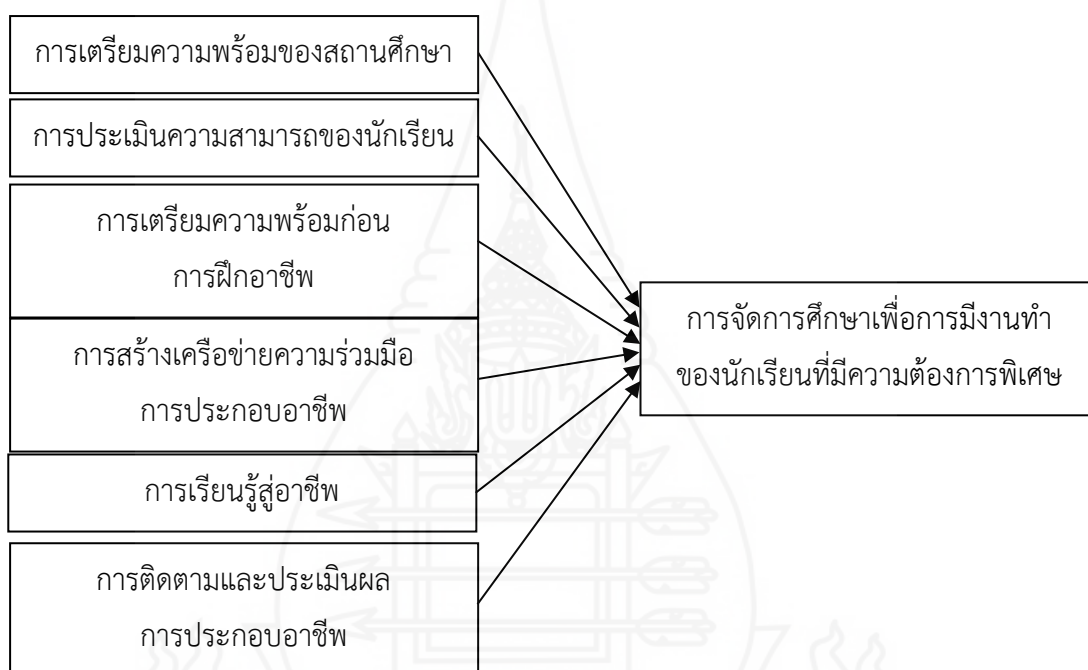 การเตรียมความพร้อมของสถานศึกษา
การประเมินความสามารถของนักเรียน
การเตรียมความพร้อมก่อน
การฝึกอาชีพ
การสร้างเครือข่ายความร่วมมือ
การประกอบอาชีพ
การเรียนรู้สู่อาชีพ
การติดตามและประเมินผล
การประกอบอาชีพ
การจัดการศึกษาเพื่อการมีงานทำ
ของนักเรียนที่มีความต้องการพิเศษ